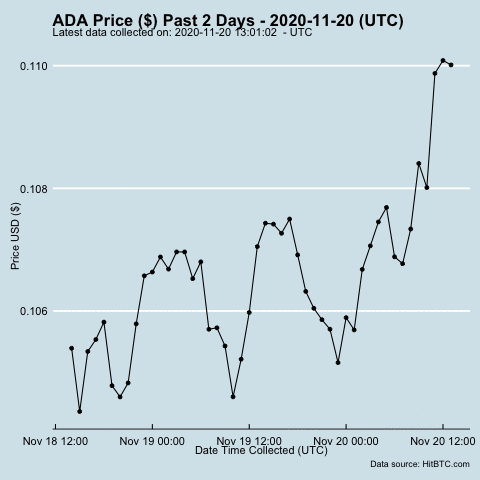 ADA Price ($) Past 2 Days - 2020-11-20 (UTC)
Latest data collected on: 2020-11-20 13:01:02  - UTC
0.110
0.108
0.106
Price USD ($)
Nov 18 12:00 Nov 19 00:00 Nov 19 12:00 Nov 20 00:00 Nov 20 12:00
Date Time Collected (UTC)
Data source: HitBTC.com